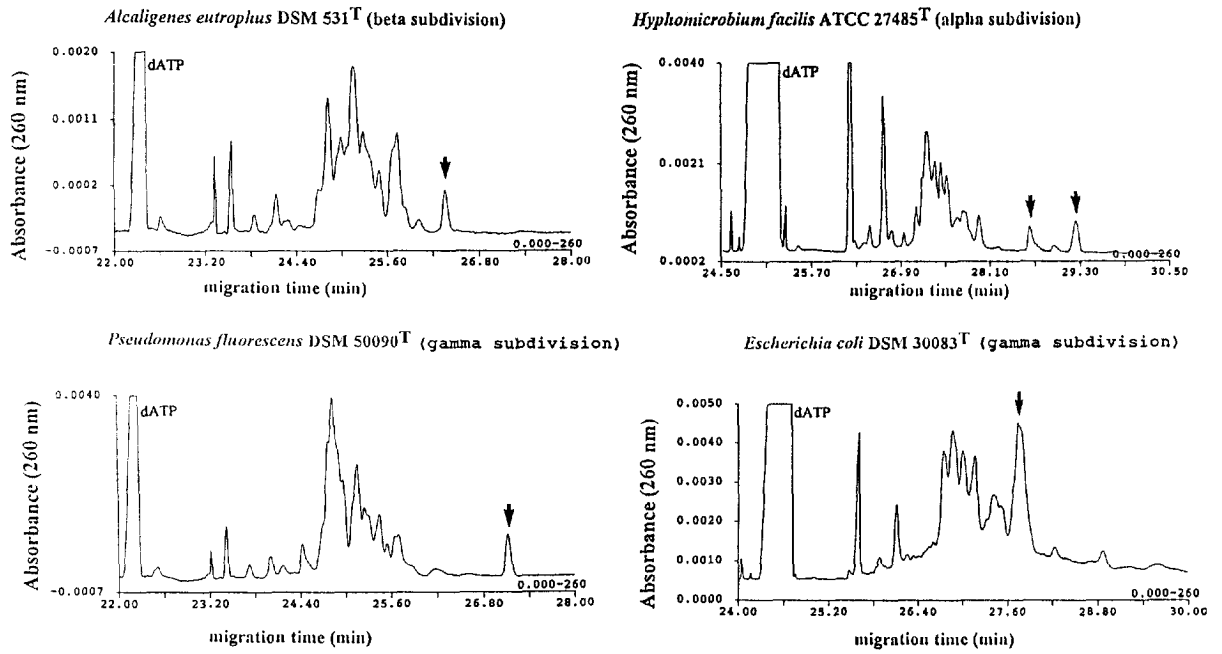 Alcaligenes eutrophus DSM 531T (beta subdivision)
Absorbance (260 nm)
0.0020
0.0011
0.0002
-0.0007
dATP
0.000-260
22.00 23.20 24.40 25.60 26.80 28.00
migration time (min)
Hyphomicrobium facilis ATCC 27485T (alpha subdivision)
Absorbance (260 nm)
0.0040
0.0021
0.0002
dATP
0.000-260
24.50 25.70 26.90 28.10 29.30 30.50
migration time (min)
Pseudomonas fluorescens DSM 50090T (gamma subdivision)
Absorbance (260 nm)
0.0040
-0.0007
dATP
0.000-260
22.00 23.20 24.40 25.60 26.80 28.00
migration time (min)
Escherichia coli DSM 30083T (gamma subdivision)
Absorbance (260 nm)
0.0050
0.0040
0.0030
0.0020
0.0010
0.0000
dATP
0.000-260
24.00 25.20 26.40 27.60 28.80 30.00
migration time (min)